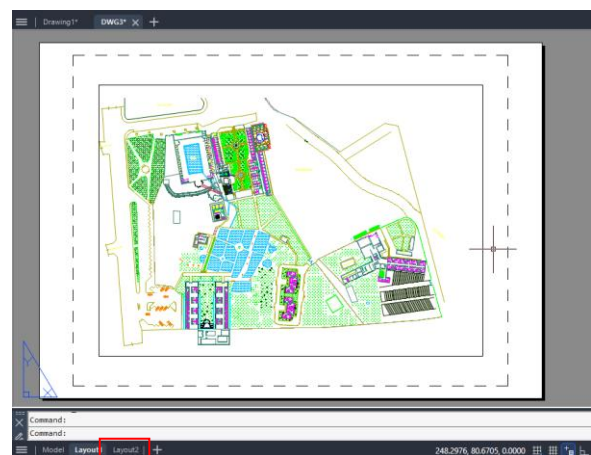 Drawing1*
DWG3*
Command:
Command:
Model Layout1 Layout2
248.2976, 80.6705, 0.0000